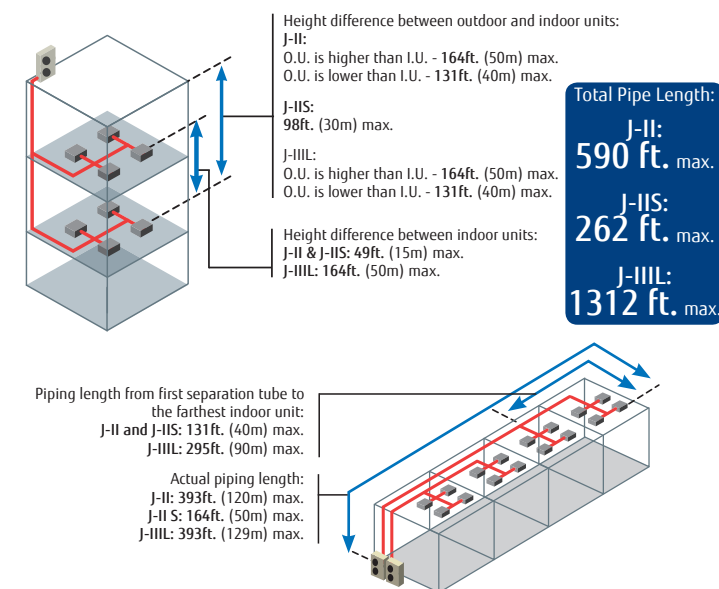 Height difference between outdoor and indoor units:
J-II:
O.U. is higher than I.U. - 164ft. (50m) max.
O.U. is lower than I.U. - 131ft. (40m) max.
J-IIS:
98ft. (30m) max.
J-IIIL:
O.U. is higher than I.U. - 164ft. (50m) max.
O.U. is lower than I.U. - 131ft. (40m) max.
Height difference between indoor units:
J-II & J-IIS: 49ft. (15m) max.
J-IIIL: 164ft. (50m) max.
Total Pipe Length:
J-II:
590 ft. max.
J-IIS:
262 ft. max.
J-IIIL:
1312 ft. max.
Piping length from first separation tube to
the farthest indoor unit:
J-II and J-IIS: 131ft. (40m) max.
J-IIIL: 295ft. (90m) max.
Actual piping length:
J-II: 393ft. (120m) max.
J-II S: 164ft. (50m) max.
J-IIIL: 393ft. (129m) max.